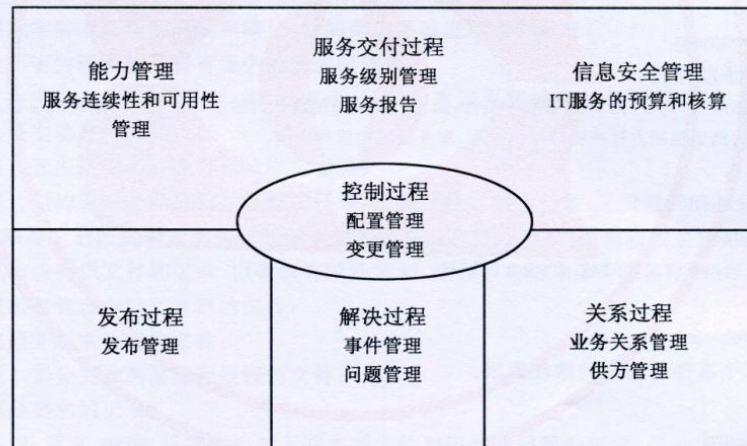 能力管理
服务连续性和可用性
管理
服务交付过程
服务级别管理
服务报告
信息安全管理
IT服务的预算和核算
控制过程
配置管理
变更管理
发布过程
发布管理
解决过程
事件管理
问题管理
关系过程
业务关系管理
供方管理